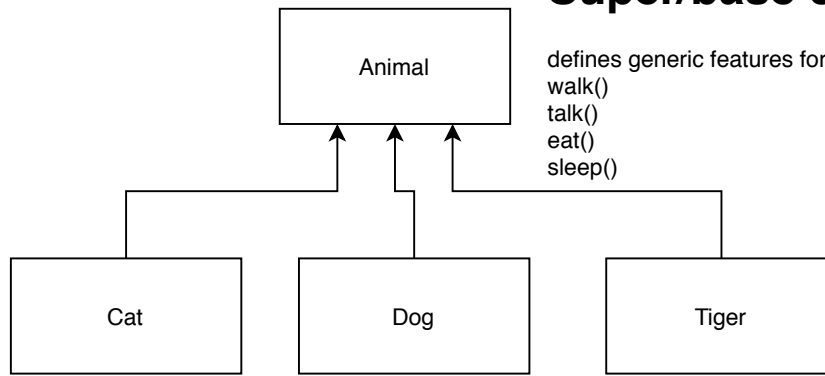 Animal
defines generic features for
walk()
talk()
eat()
sleep()
Cat
Dog
Tiger